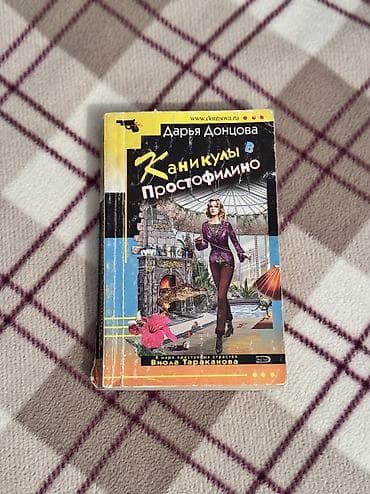 www.dontsova.ru
Дарья Донцова
Каникулы в
Простофилино
В мире преступных страстей
Виола Тараканова